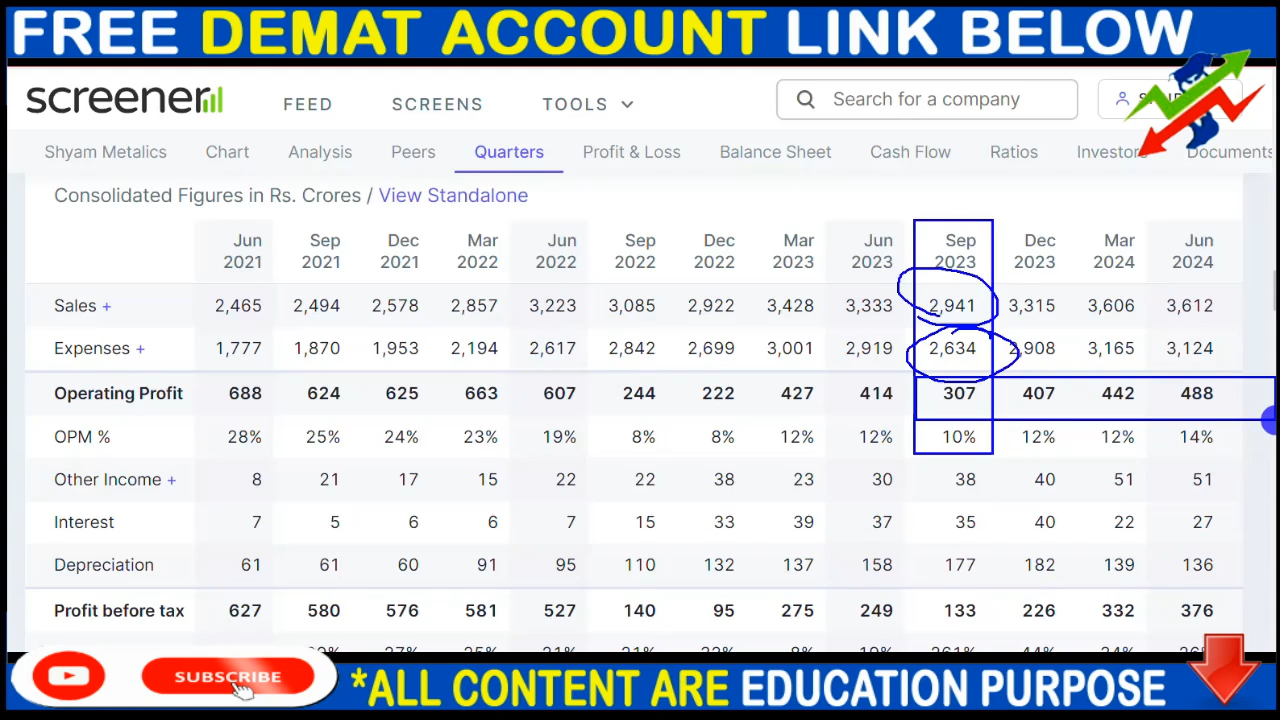 FREE DEMAT ACCOUNT LINK BELOW
screener FEED SCREENS TOOLS Search for a company
Shyam Metalics Chart Analysis Peers Quarters Profit & Loss Balance Sheet Cash Flow Ratios Investors Documents
Consolidated Figures in Rs. Crores / View Standalone
Jun Sep Dec Mar Jun Sep Dec Mar Jun Sep Dec Mar Jun
2021 2021 2021 2022 2022 2022 2022 2023 2023 2023 2023 2024 2024
Sales + 2,465 2,494 2,578 2,857 3,223 3,085 2,922 3,428 3,333 2,941 3,315 3,606 3,612
Expenses + 1,777 1,870 1,953 2,194 2,617 2,842 2,699 3,001 2,919 2,634 2,908 3,165 3,124
Operating Profit 688 624 625 663 607 244 222 427 414 307 407 442 488
OPM % 28% 25% 24% 23% 19% 8% 8% 12% 12% 10% 12% 12% 14%
Other Income + 8 21 17 15 22 22 38 23 30 38 40 51 51
Interest 7 5 6 6 7 15 33 39 37 35 40 22 27
Depreciation 61 61 60 91 95 110 132 137 158 177 182 139 136
Profit before tax 627 580 576 581 527 140 95 275 249 133 226 332 376
SUBSCRIBE
*ALL CONTENT ARE EDUCATION PURPOSE